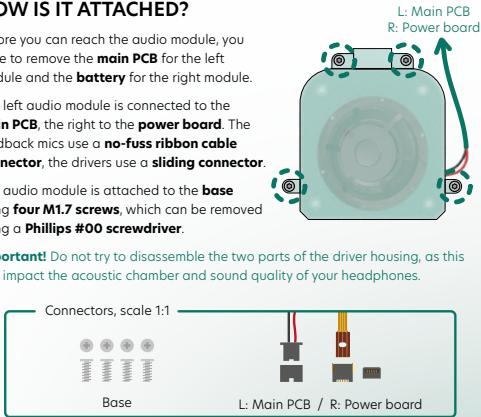 OW IS IT ATTACHED?
L: Main PCB
R: Power board
ore you can reach the audio module, you
e to remove the main PCB for the left
dule and the battery for the right module.
left audio module is connected to the
in PCB, the right to the power board. The
dback mics use a no-fuss ribbon cable
nector, the drivers use a sliding connector.
audio module is attached to the base
ng four M1.7 screws, which can be removed
ng a Phillips #00 screwdriver.
portant! Do not try to disassemble the two parts of the driver housing, as this
impact the acoustic chamber and sound quality of your headphones.
Connectors, scale 1:1
Base
L: Main PCB / R: Power board